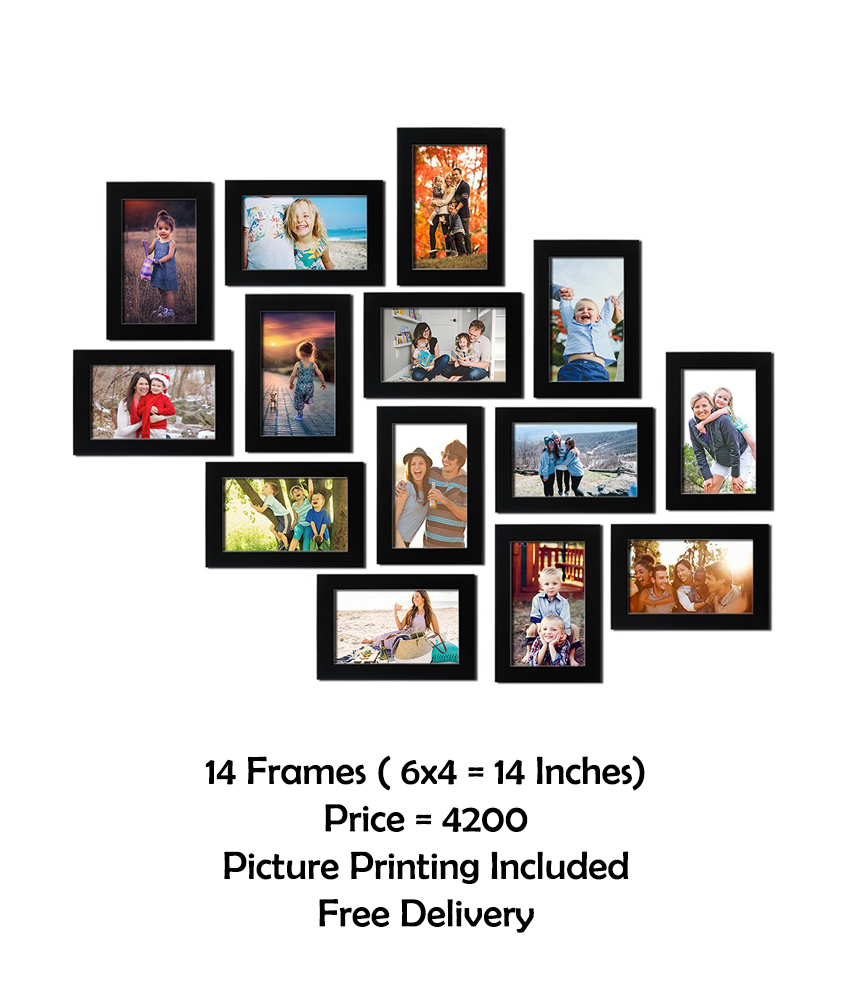 14 Frames ( 6x4 = 14 Inches)
Price = 4200
Picture Printing Included
Free Delivery